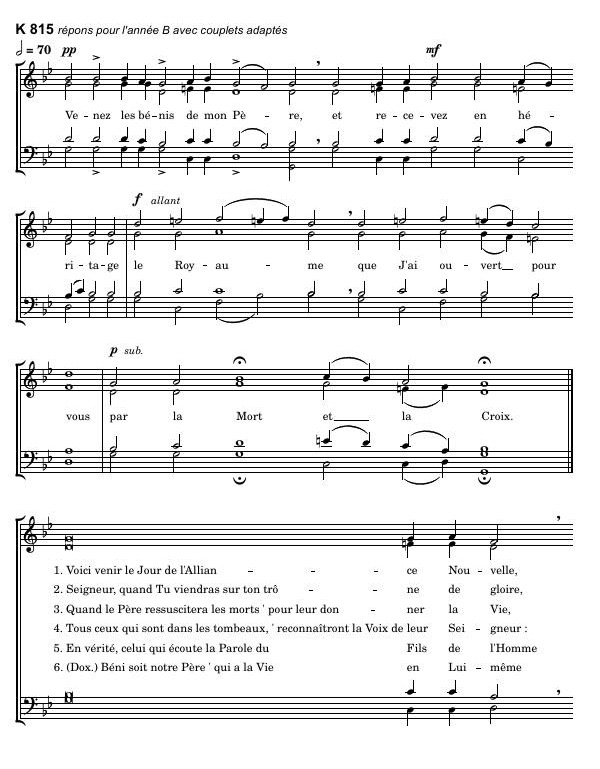 K 815 répons pour l'année B avec couplets adaptés
𝅗𝅥 = 70 pp
mf
Ve - nez les bé - nis de mon Pè - re, et re - ce - vez en hé -
f allant
ri - ta - ge le Roy - au - me que J'ai ou - vert__ pour
p sub.
vous par la Mort et_____ la Croix.
1. Voici venir le Jour de l'Allian - - - - ce Nou - velle,
2. Seigneur, quand Tu viendras sur ton trô - - - ne de gloire,
3. Quand le Père ressuscitera les morts ' pour leur don - ner la Vie,
4. Tous ceux qui sont dans les tombeaux, ' reconnaîtront la Voix de leur Sei - gneur :
5. En vérité, celui qui écoute la Parole du Fils de l'Homme
6. (Dox.) Béni soit notre Père ' qui a la Vie en Lui - même